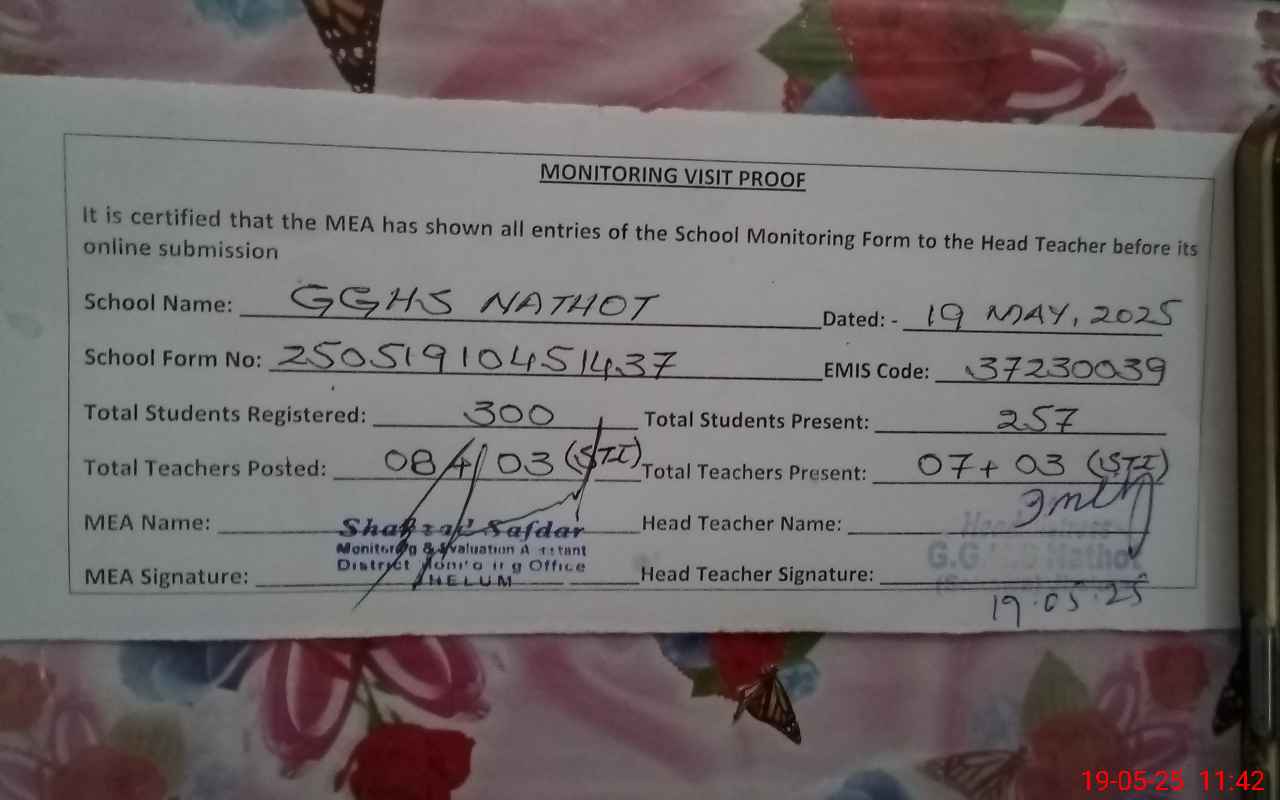 MONITORING VISIT PROOF
It is certified that the MEA has shown all entries of the School Monitoring Form to the Head Teacher before its
online submission
School Name: GGHS NATHOT Dated: - 19 MAY, 2025
School Form No: 25051910451437 EMIS Code: 37230039
Total Students Registered: 300 Total Students Present: 257
Total Teachers Posted: 08 + 03 (STI) Total Teachers Present: 07 + 03 (STI)
MEA Name: Head Teacher Name:
Safdar
Monitoring & Evaluation Assistant
District Monitoring Office
JHELUM
G.G. Nathot
MEA Signature: Head Teacher Signature:
19.05.25
19-05-25 11:42